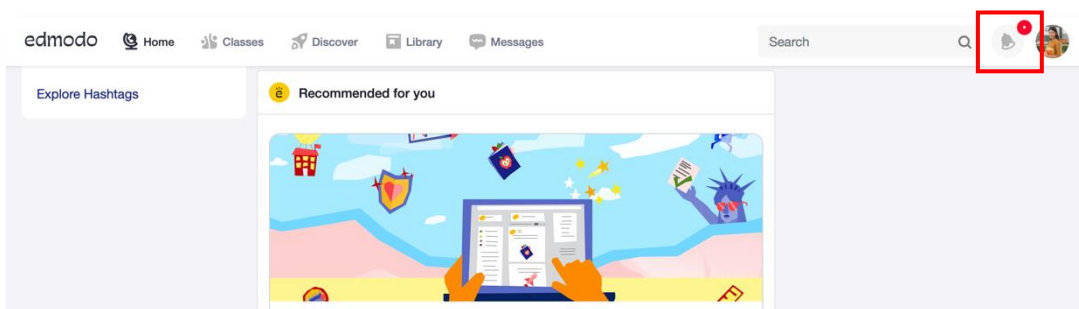 edmodo Home Classes Discover Library Messages Search
Explore Hashtags
ë Recommended for you